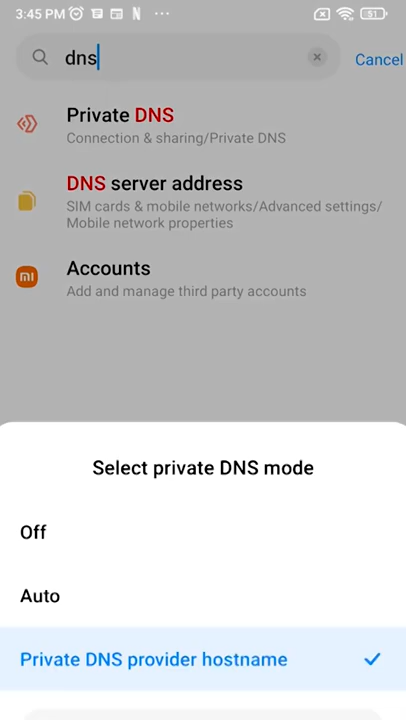 3:45 PM
51
dns
Cancel
Private DNS
Connection & sharing/Private DNS
DNS server address
SIM cards & mobile networks/Advanced settings/
Mobile network properties
mi
Accounts
Add and manage third party accounts
Select private DNS mode
Off
Auto
Private DNS provider hostname